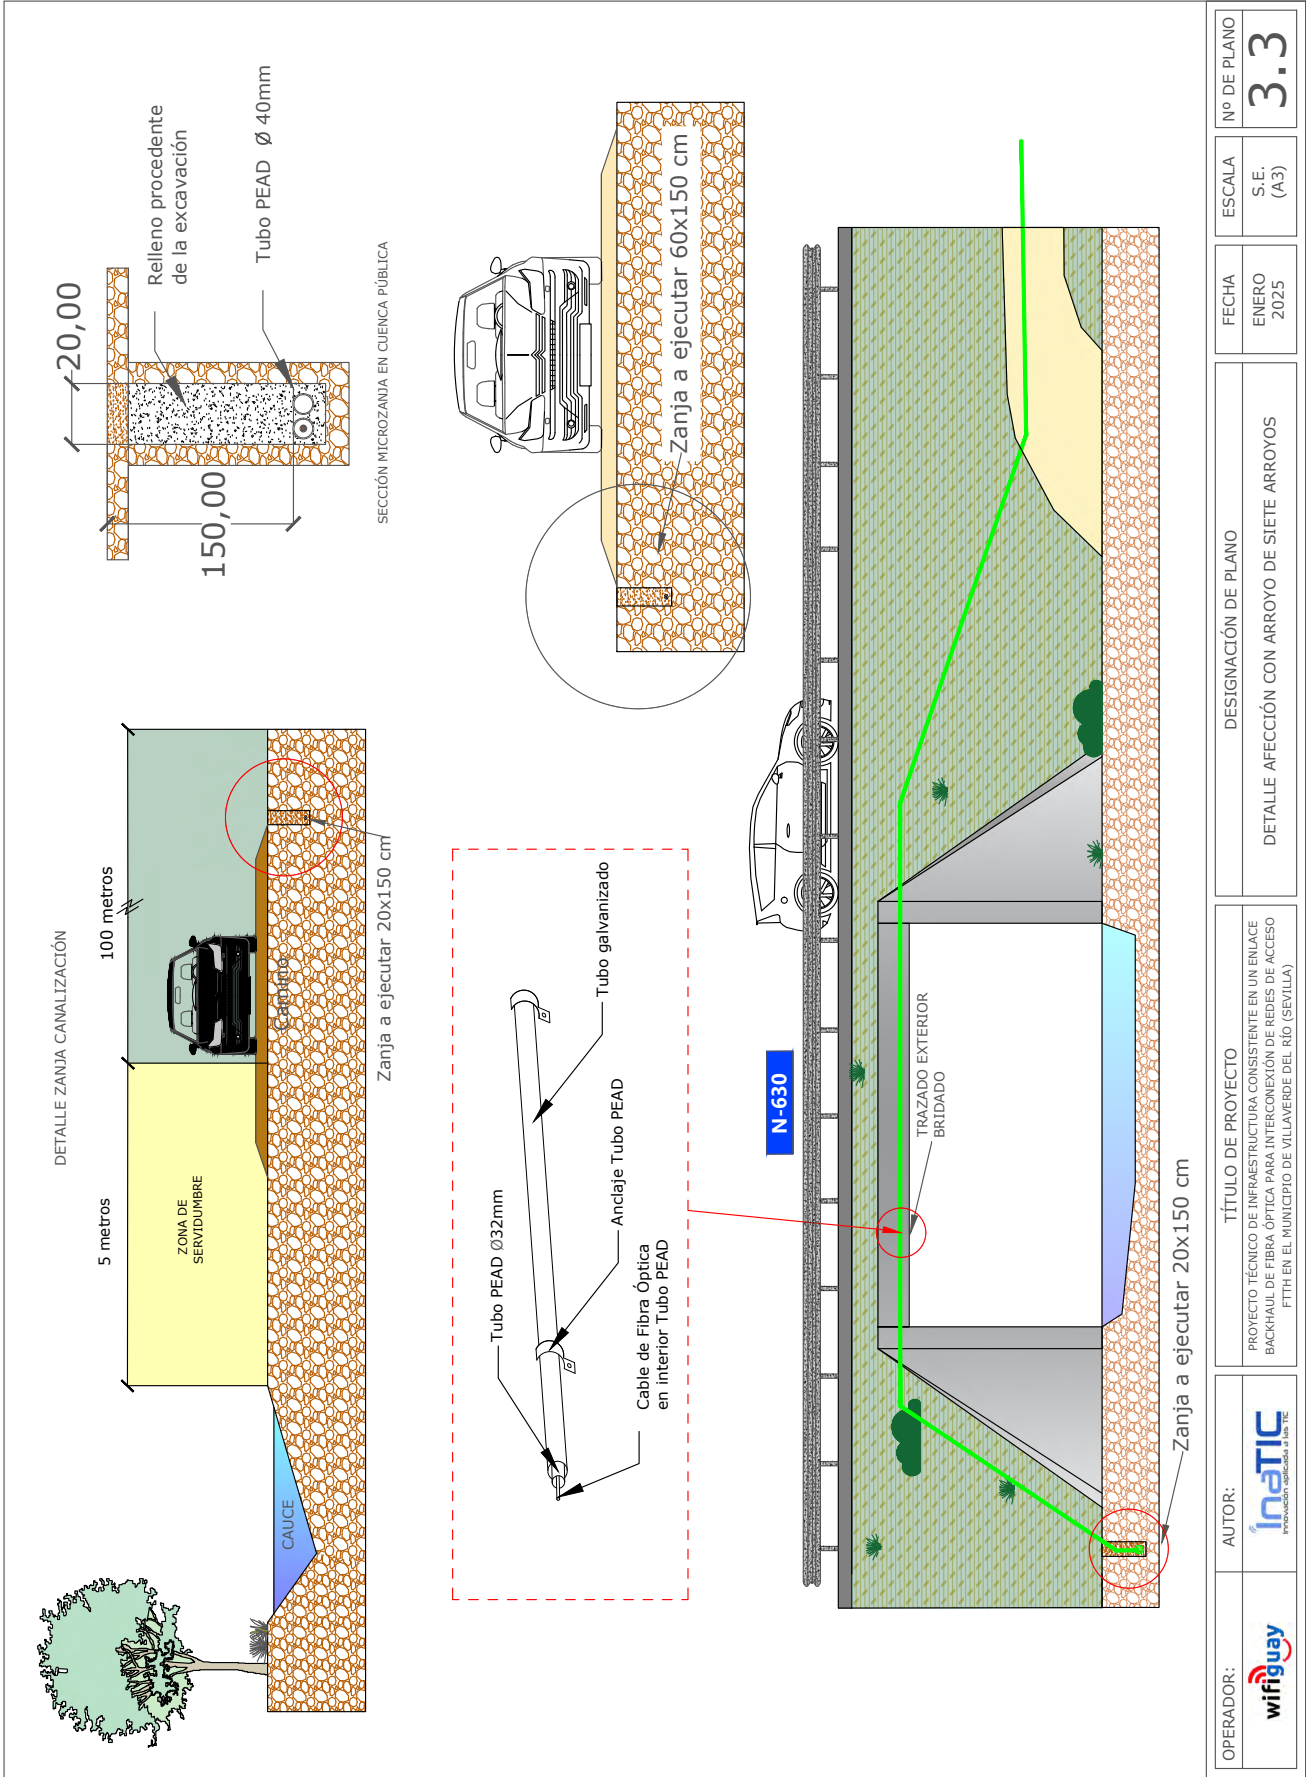 DETALLE ZANJA CANALIZACIÓN
5 metros
100 metros
ZONA DE
SERVIDUMBRE
CAUCE
Camino
Zanja a ejecutar 20x150 cm
20,00
150,00
Relleno procedente
de la excavación
Tubo PEAD Ø 40mm
SECCIÓN MICROZANJA EN CUENCA PÚBLICA
Zanja a ejecutar 60x150 cm
Tubo PEAD Ø32mm
Tubo galvanizado
Anclaje Tubo PEAD
Cable de Fibra Óptica
en interior Tubo PEAD
N-630
TRAZADO EXTERIOR
BRIDADO
Zanja a ejecutar 20x150 cm
OPERADOR:
wifiguay
AUTOR:
inaTIC
Innovación aplicada a las TIC
TÍTULO DE PROYECTO
PROYECTO TÉCNICO DE INFRAESTRUCTURA CONSISTENTE EN UN ENLACE
BACKHAUL DE FIBRA ÓPTICA PARA INTERCONEXIÓN DE REDES DE ACCESO
FTTH EN EL MUNICIPIO DE VILLAVERDE DEL RÍO (SEVILLA)
DESIGNACIÓN DE PLANO
DETALLE AFECCIÓN CON ARROYO DE SIETE ARROYOS
FECHA
ENERO
2025
ESCALA
S.E.
(A3)
Nº DE PLANO
3.3